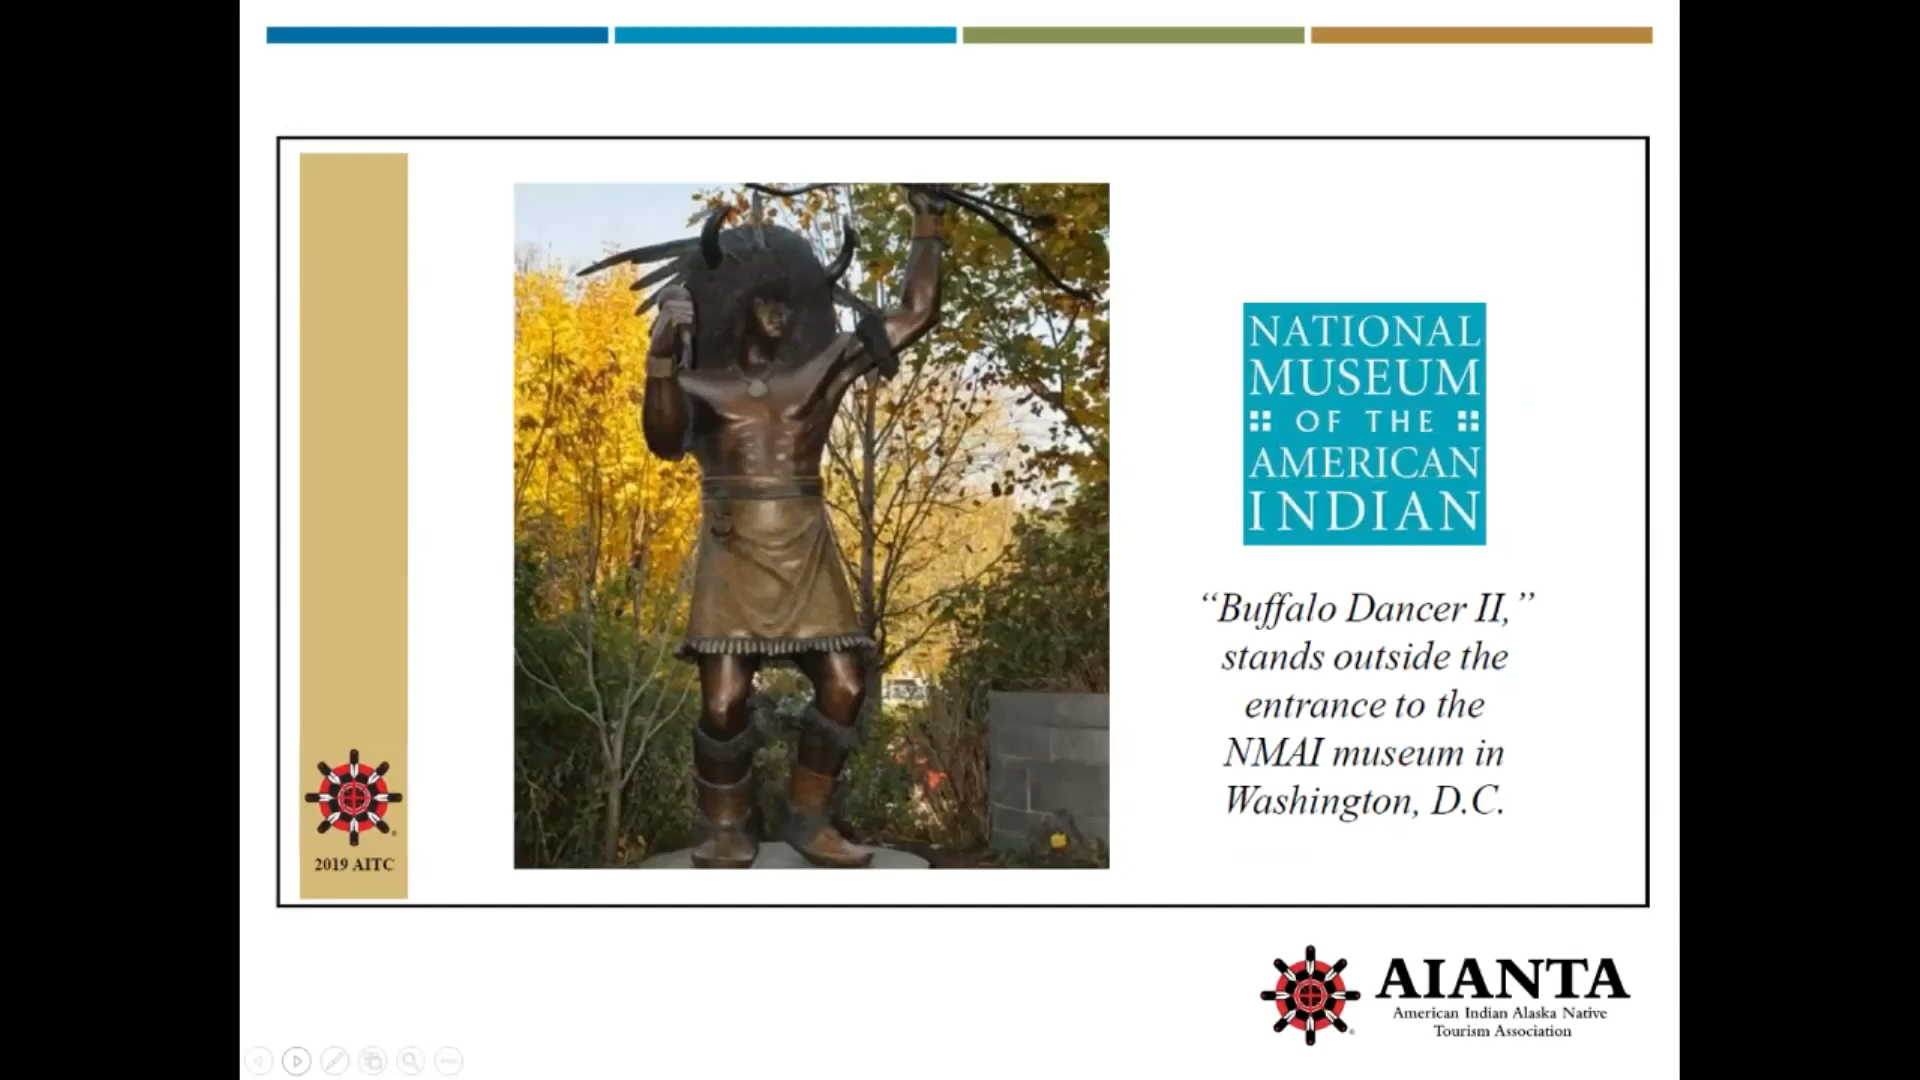 NATIONAL
MUSEUM
OF THE
AMERICAN
INDIAN
“Buffalo Dancer II,”
stands outside the
entrance to the
NMAI museum in
Washington, D.C.
2019 AITC
AIANTA
American Indian Alaska Native
Tourism Association